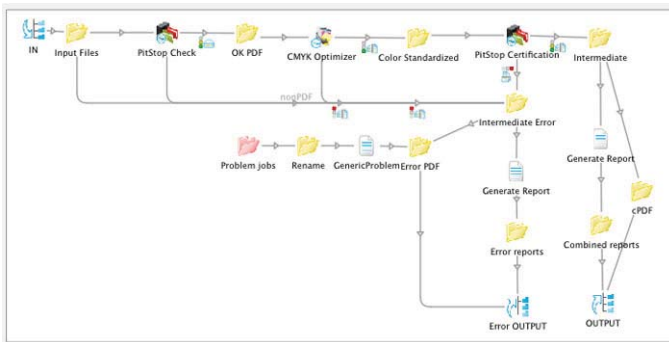 IN
Input Files
PitStop Check
OK PDF
CMYK Optimizer
Color Standardized
PitStop Certification
Intermediate
nooPDF
Intermediate Error
Problem jobs
Rename
GenericProblem
Error PDF
Generate Report
Generate Report
cPDF
Error reports
Combined reports
Error OUTPUT
OUTPUT